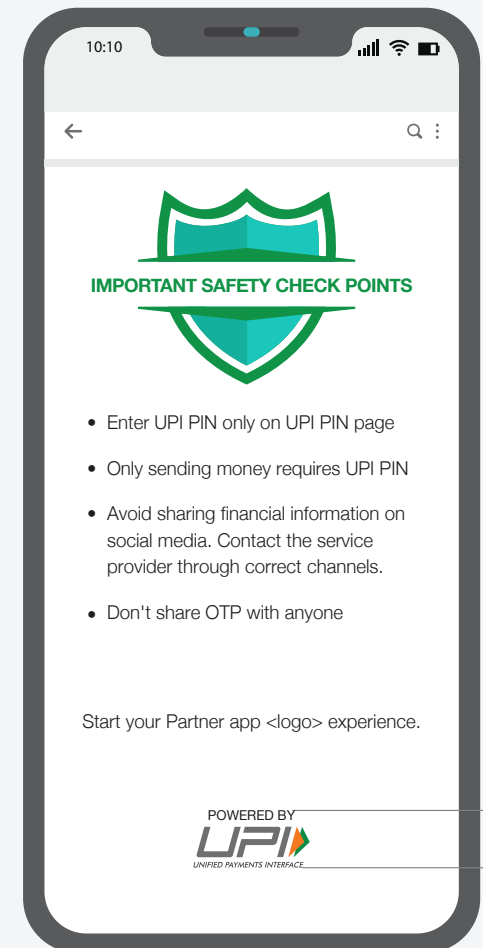 10:10
IMPORTANT SAFETY CHECK POINTS
• Enter UPI PIN only on UPI PIN page
• Only sending money requires UPI PIN
• Avoid sharing financial information on
social media. Contact the service
provider through correct channels.
• Don't share OTP with anyone
Start your Partner app <logo> experience.
POWERED BY
UPI
UNIFIED PAYMENTS INTERFACE